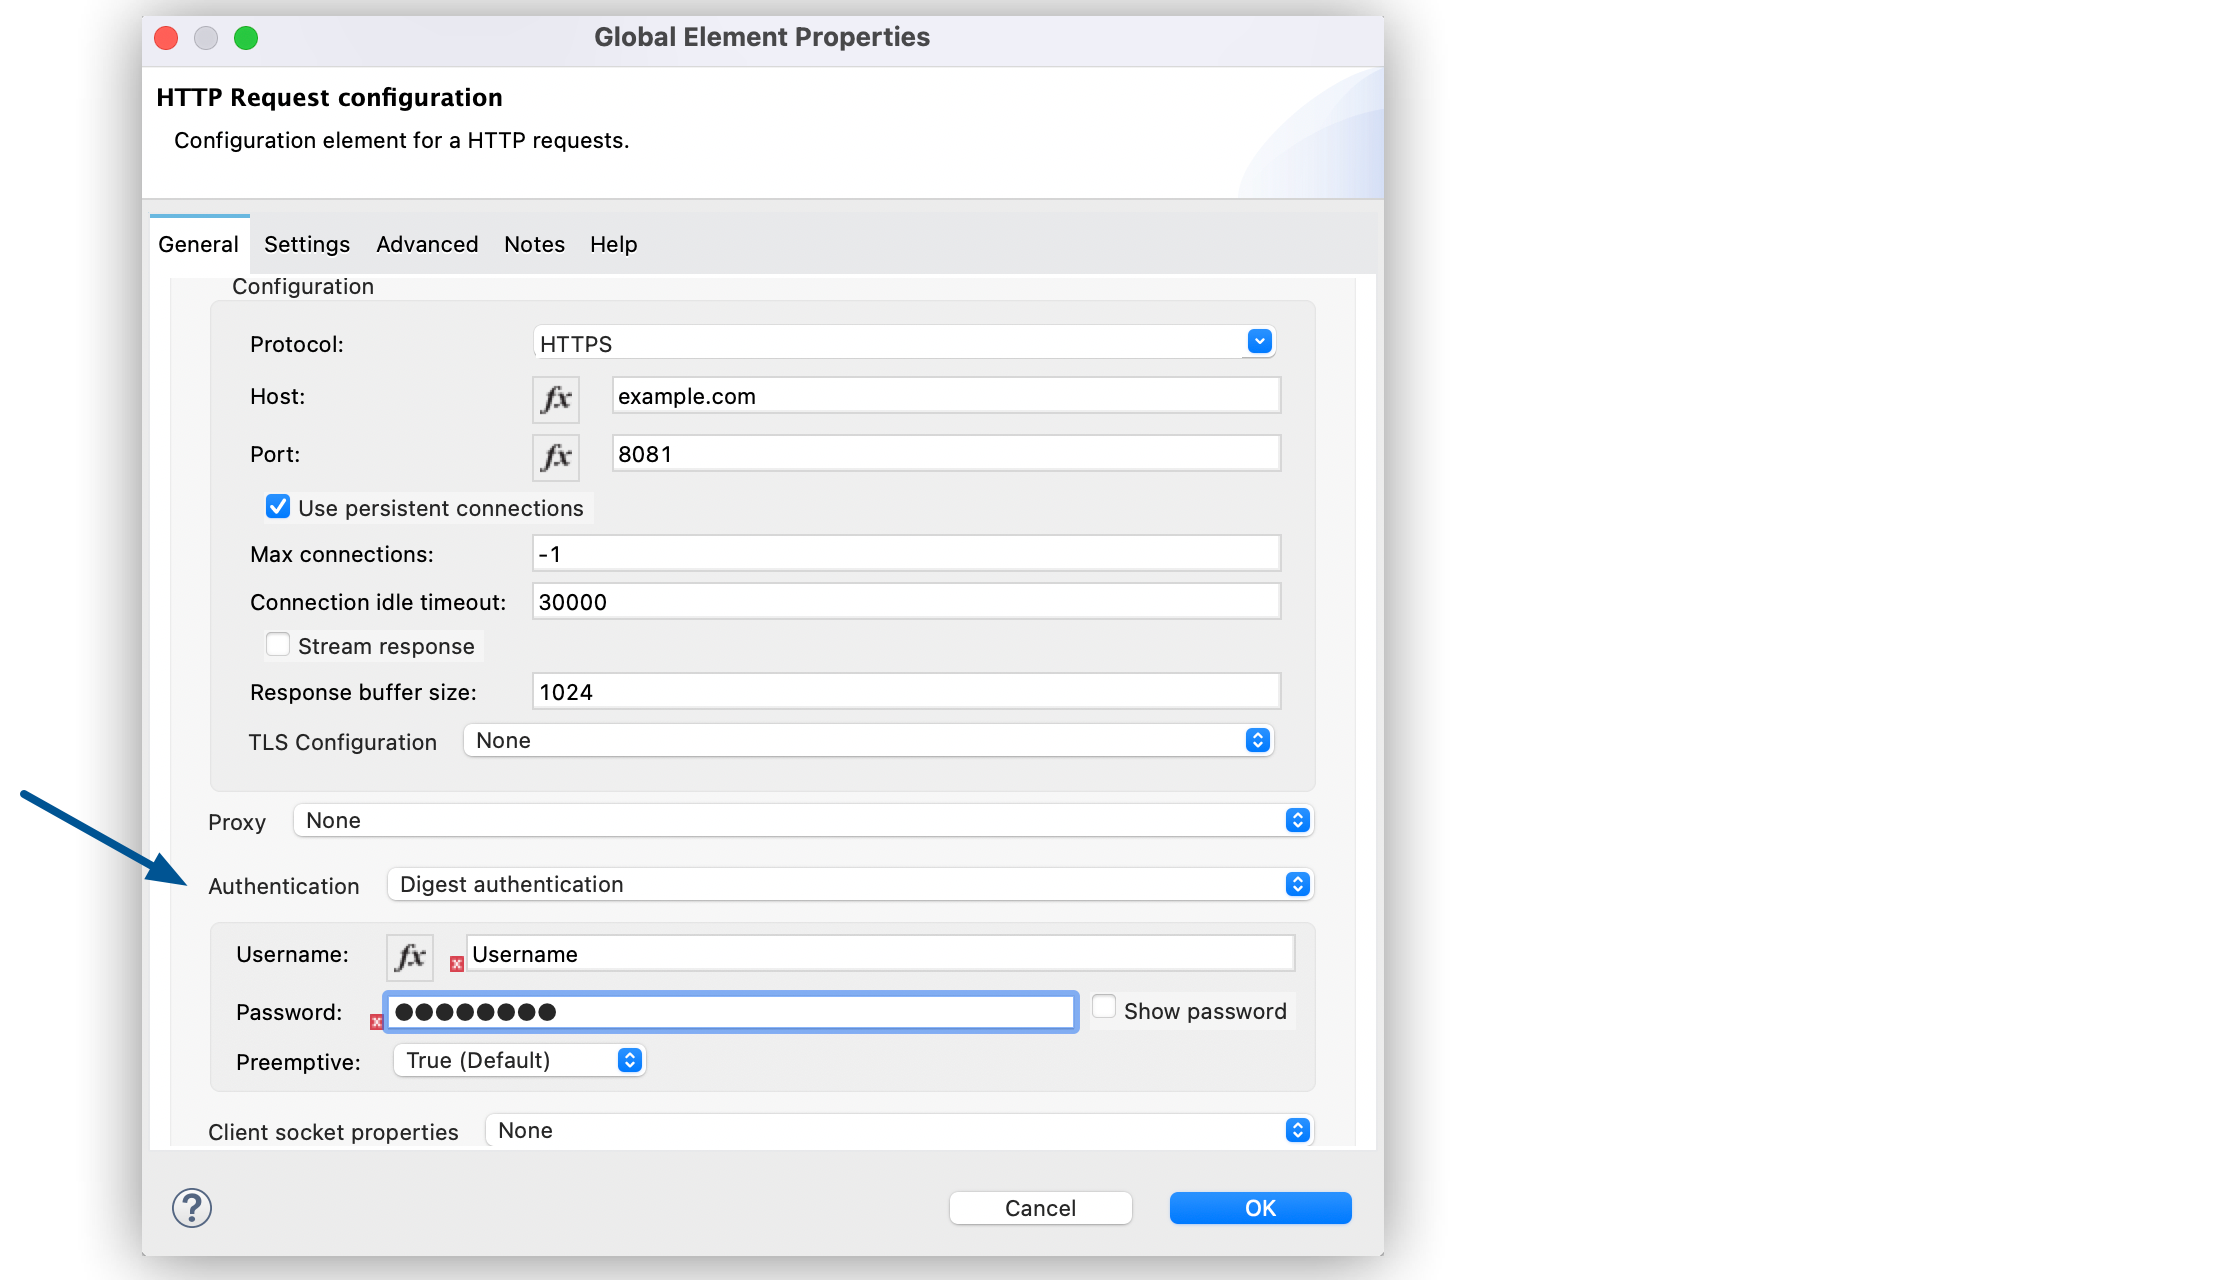 Global Element Properties
HTTP Request configuration
Configuration element for a HTTP requests.
General Settings Advanced Notes Help
Configuration
Protocol: HTTPS
Host: fx example.com
Port: fx 8081
Use persistent connections
Max connections: -1
Connection idle timeout: 30000
Stream response
Response buffer size: 1024
TLS Configuration None
Proxy None
Authentication Digest authentication
Username: fx x Username
Password: x ●●●●●●●● Show password
Preemptive: True (Default)
Client socket properties None
? Cancel OK